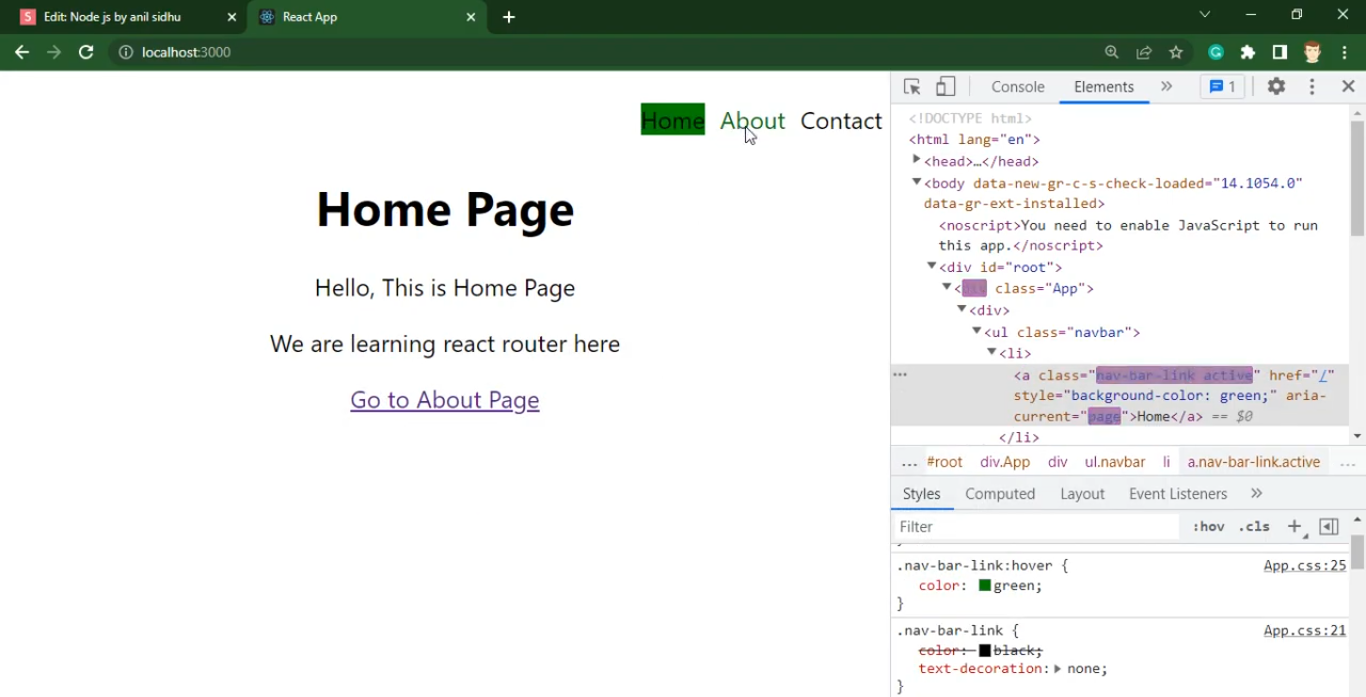 S Edit: Node js by anil sidhu
React App
localhost:3000
Home About Contact
Home Page
Hello, This is Home Page
We are learning react router here
Go to About Page
Console Elements » 1
<!DOCTYPE html>
<html lang="en">
<head>…</head>
<body data-new-gr-c-s-check-loaded="14.1054.0"
data-gr-ext-installed>
<noscript>You need to enable JavaScript to run
this app.</noscript>
<div id="root">
<div class="App">
<div>
<ul class="navbar">
<li>
<a class="nav-bar-link active" href="/"
style="background-color: green;" aria-
current="page">Home</a> == $0
</li>
... #root div.App div ul.navbar li a.nav-bar-link.active ...
Styles Computed Layout Event Listeners »
Filter :hov .cls +
}
.nav-bar-link:hover { App.css:25
color: green;
}
.nav-bar-link { App.css:21
color: black;
text-decoration: none;
}